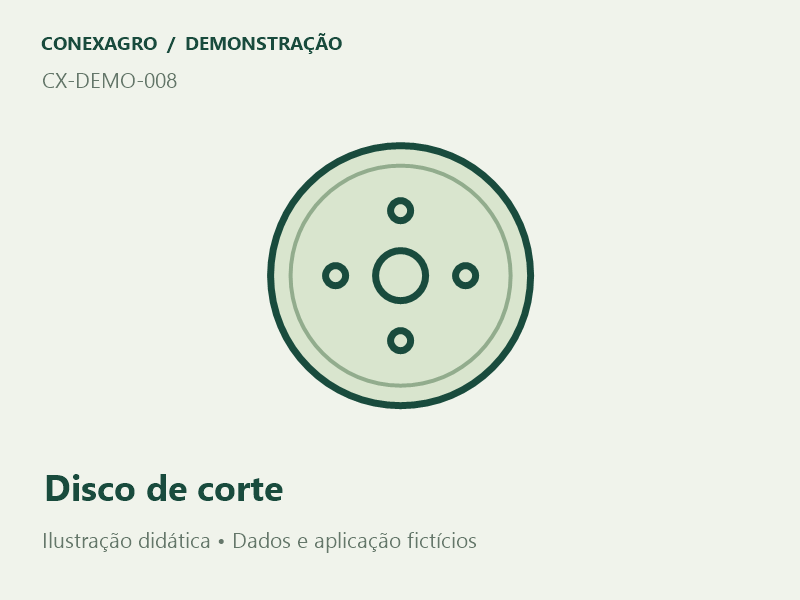 CONEXAGRO / DEMONSTRAÇÃO
CX-DEMO-008
Disco de corte
Ilustração didática • Dados e aplicação fictícios